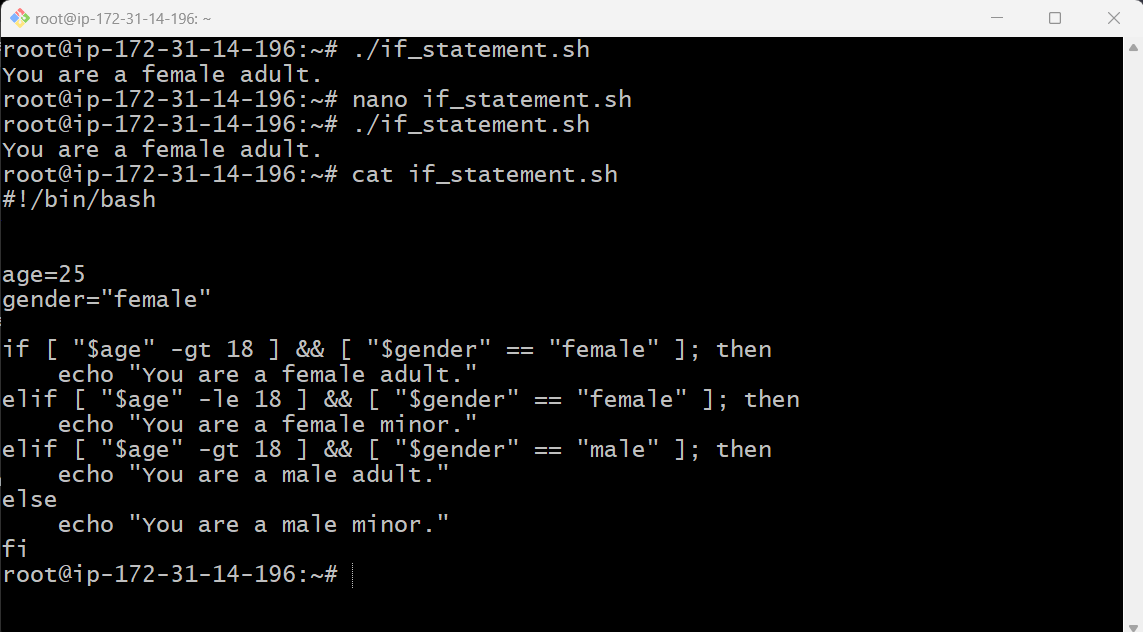 root@ip-172-31-14-196: ~
root@ip-172-31-14-196:~# ./if_statement.sh
You are a female adult.
root@ip-172-31-14-196:~# nano if_statement.sh
root@ip-172-31-14-196:~# ./if_statement.sh
You are a female adult.
root@ip-172-31-14-196:~# cat if_statement.sh
#!/bin/bash
age=25
gender="female"
if [ "$age" -gt 18 ] && [ "$gender" == "female" ]; then
    echo "You are a female adult."
elif [ "$age" -le 18 ] && [ "$gender" == "female" ]; then
    echo "You are a female minor."
elif [ "$age" -gt 18 ] && [ "$gender" == "male" ]; then
    echo "You are a male adult."
else
    echo "You are a male minor."
fi
root@ip-172-31-14-196:~#